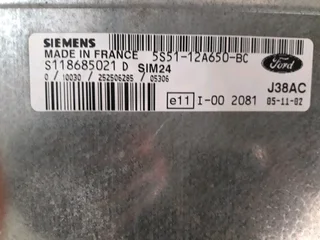 SIEMENS
MADE IN FRANCE 5S51-12A650-BC
S118685021 D SIM24
0 / 10030 / 252506285 / 05306
Ford
e11 I-00 2081
J38AC
05-11-02